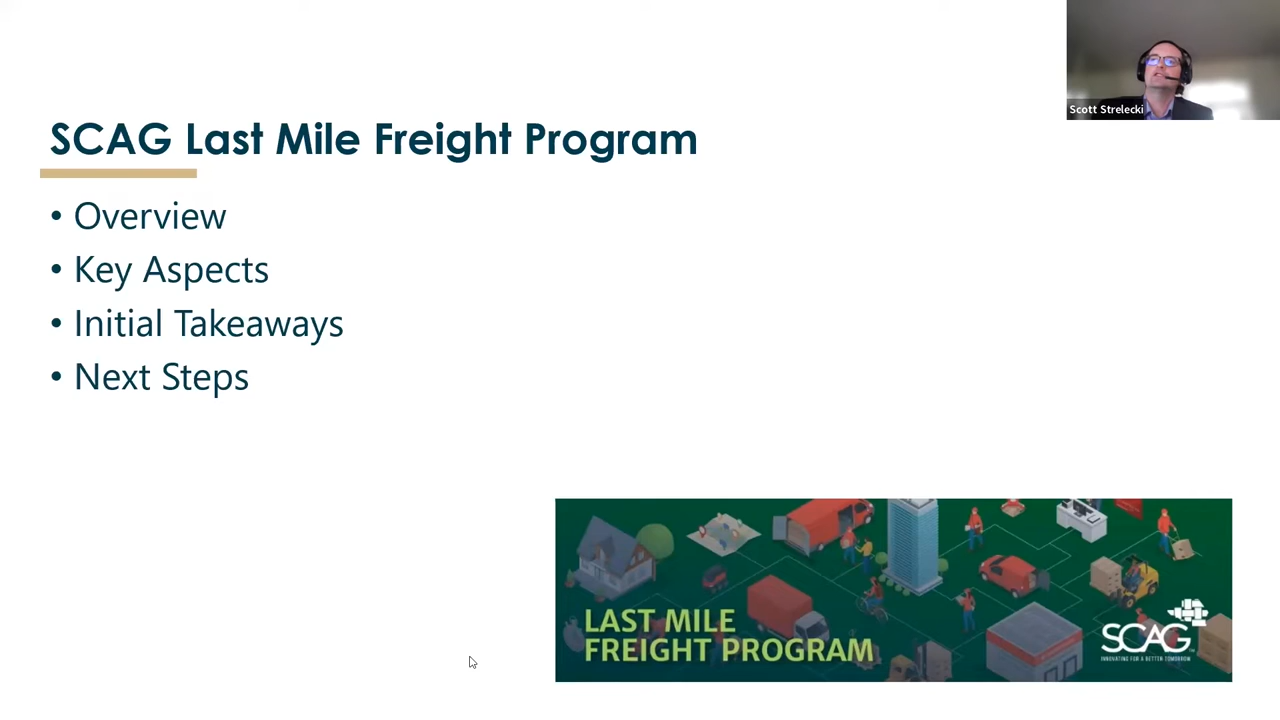 Scott Strelecki
SCAG Last Mile Freight Program
• Overview
• Key Aspects
• Initial Takeaways
• Next Steps
LAST MILE
FREIGHT PROGRAM
SCAG
INNOVATING FOR A BETTER TOMORROW